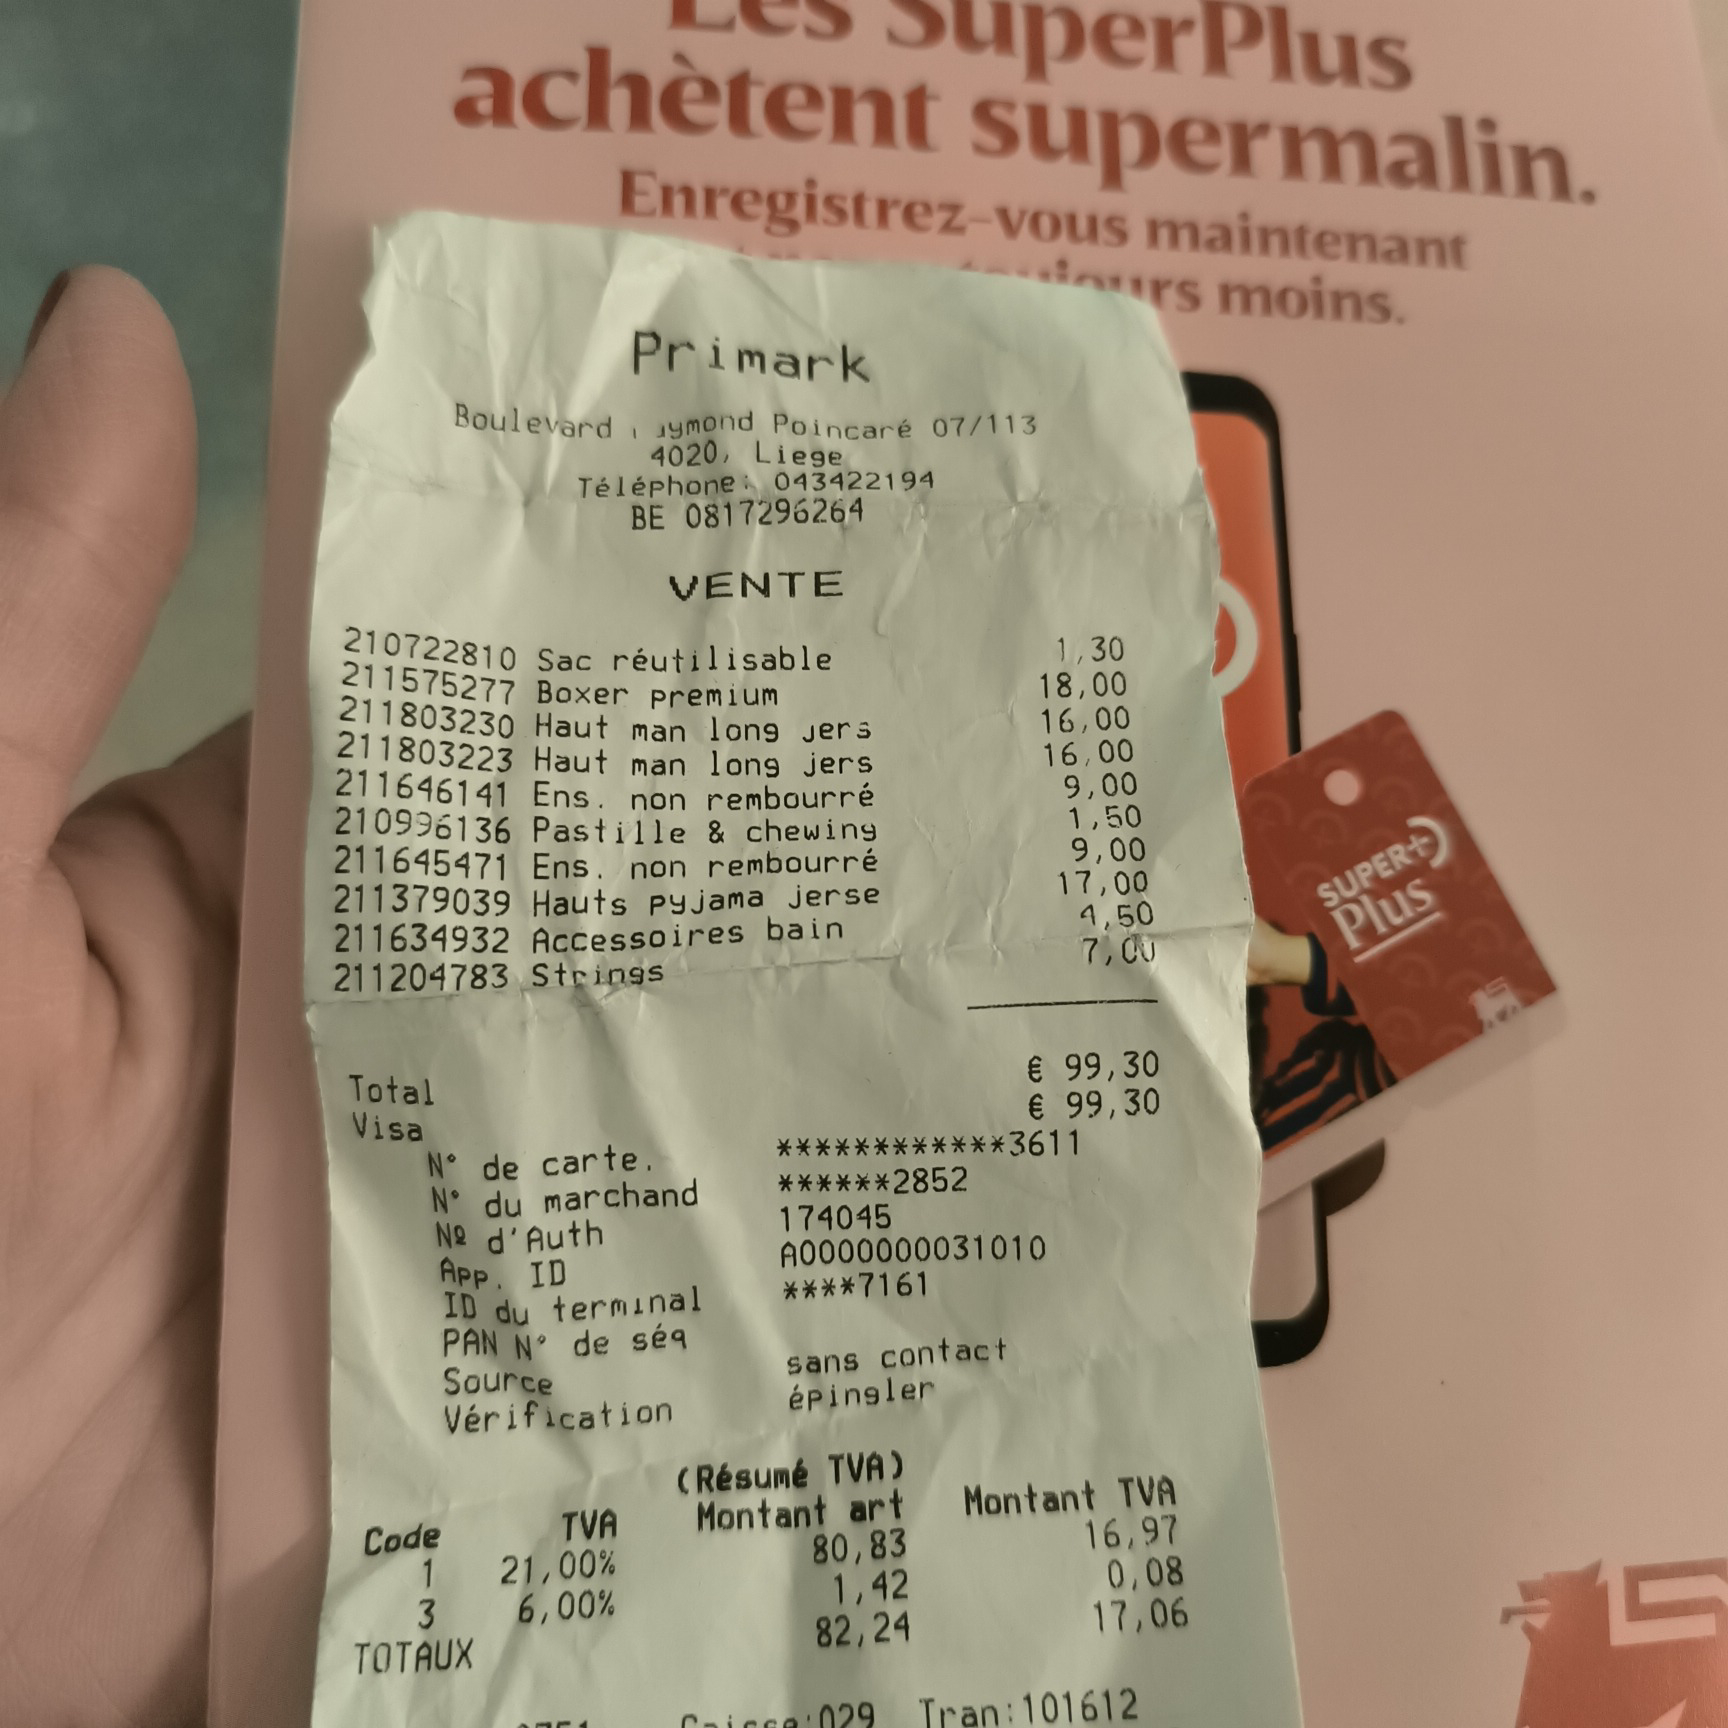 Les SuperPlus
achètent supermalin.
Enregistrez-vous maintenant
toujours moins.
Primark
Boulevard ymond Poincaré 07/113
4020, Liege
Téléphone: 043422194
BE 0817296264
VENTE
210722810 Sac réutilisable 1,30
211575277 Boxer premium 18,00
211803230 Haut man long jers 16,00
211803223 Haut man long jers 16,00
211646141 Ens. non rembourré 9,00
210996136 Pastille & chewing 1,50
211645471 Ens. non rembourré 9,00
211379039 Hauts pyjama jerse 17,00
211634932 Accessoires bain 4,50
211204783 Strings 7,00
Total € 99,30
Visa € 99,30
N° de carte. ************3611
N° du marchand ******2852
Nº d'Auth 174045
App. ID A0000000031010
ID du terminal ****7161
PAN N° de séq
Source sans contact
Vérification épingler
(Résumé TVA)
Code TVA Montant art Montant TVA
1 21,00% 80,83 16,97
3 6,00% 1,42 0,08
TOTAUX 82,24 17,06
Caisse:029 Tran:101612
SUPER+
Plus